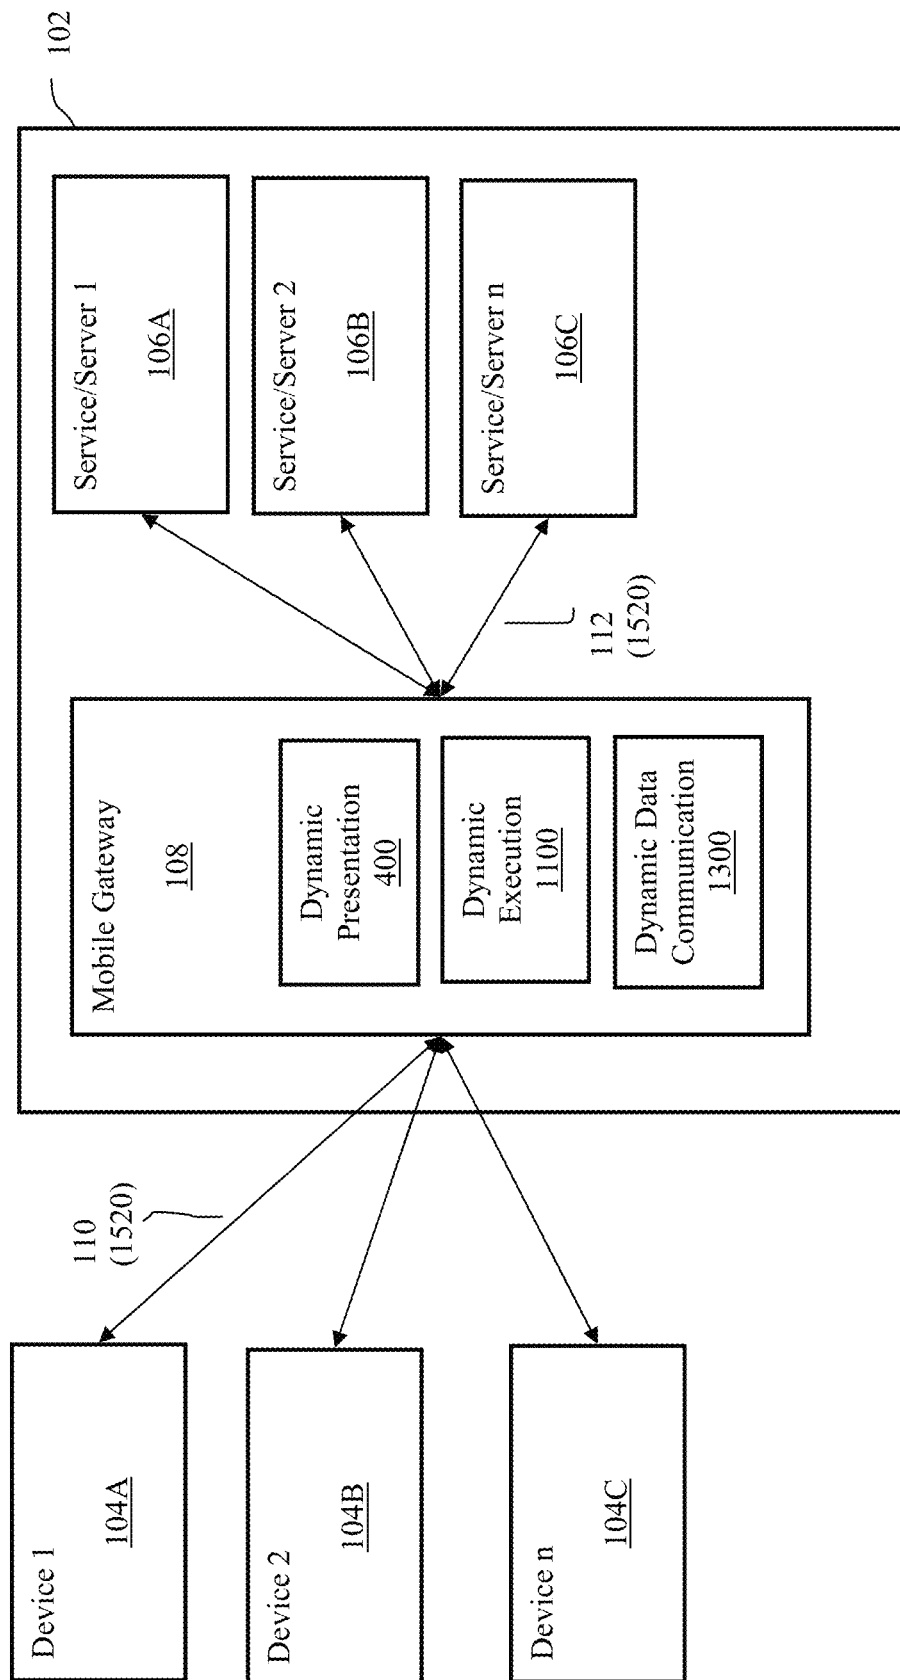 102
Device 1
104A
Device 2
104B
Device n
104C
110
(1520)
Mobile Gateway
108
Dynamic
Presentation
400
Dynamic
Execution
1100
Dynamic Data
Communication
1300
112
(1520)
Service/Server 1
106A
Service/Server 2
106B
Service/Server n
106C